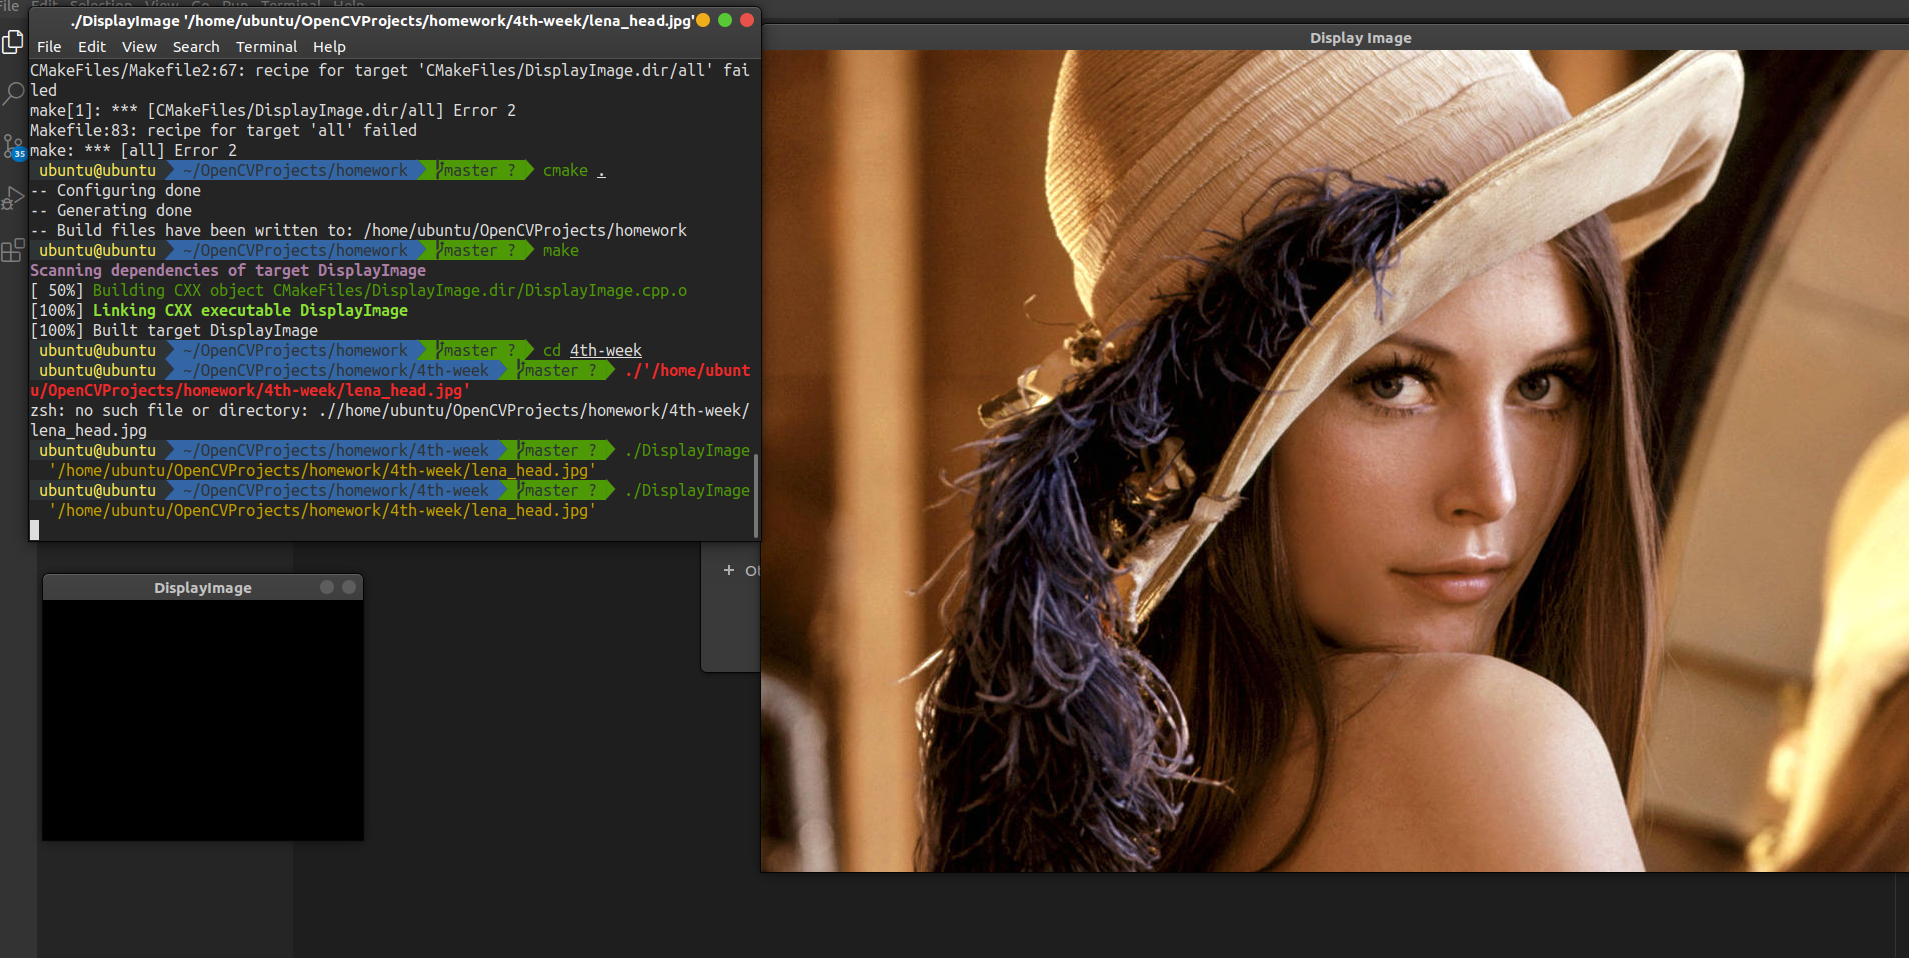 File Edit Selection View Go Run Terminal Help
./DisplayImage '/home/ubuntu/OpenCVProjects/homework/4th-week/lena_head.jpg'
File Edit View Search Terminal Help
CMakeFiles/Makefile2:67: recipe for target 'CMakeFiles/DisplayImage.dir/all' fai
led
make[1]: *** [CMakeFiles/DisplayImage.dir/all] Error 2
Makefile:83: recipe for target 'all' failed
make: *** [all] Error 2
ubuntu@ubuntu ~/OpenCVProjects/homework master ? cmake .
-- Configuring done
-- Generating done
-- Build files have been written to: /home/ubuntu/OpenCVProjects/homework
ubuntu@ubuntu ~/OpenCVProjects/homework master ? make
Scanning dependencies of target DisplayImage
[ 50%] Building CXX object CMakeFiles/DisplayImage.dir/DisplayImage.cpp.o
[100%] Linking CXX executable DisplayImage
[100%] Built target DisplayImage
ubuntu@ubuntu ~/OpenCVProjects/homework master ? cd 4th-week
ubuntu@ubuntu ~/OpenCVProjects/homework/4th-week master ? ./'/home/ubunt
u/OpenCVProjects/homework/4th-week/lena_head.jpg'
zsh: no such file or directory: .//home/ubuntu/OpenCVProjects/homework/4th-week/
lena_head.jpg
ubuntu@ubuntu ~/OpenCVProjects/homework/4th-week master ? ./DisplayImage
'/home/ubuntu/OpenCVProjects/homework/4th-week/lena_head.jpg'
ubuntu@ubuntu ~/OpenCVProjects/homework/4th-week master ? ./DisplayImage
'/home/ubuntu/OpenCVProjects/homework/4th-week/lena_head.jpg'
35
DisplayImage
Display Image